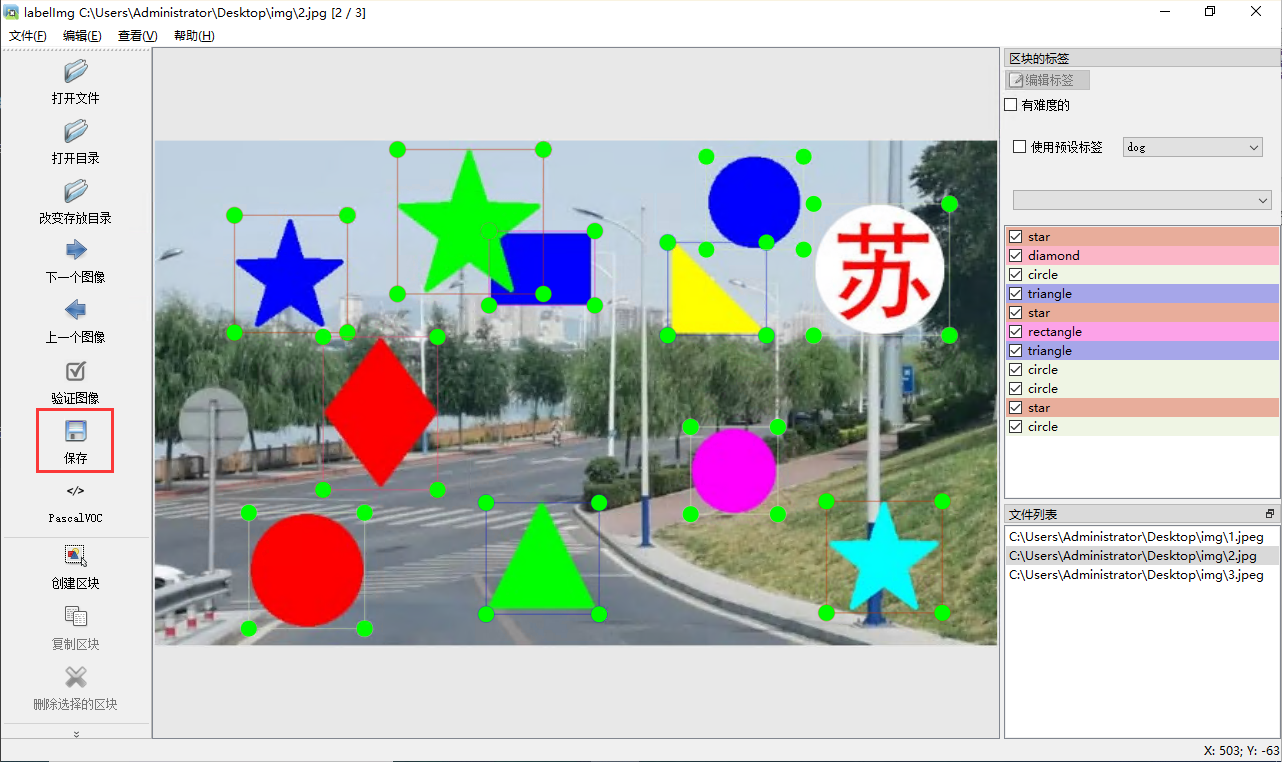 labelImg C:\Users\Administrator\Desktop\img\2.jpg [2 / 3]
文件(F) 编辑(E) 查看(V) 帮助(H)
打开文件
打开目录
改变存放目录
下一个图像
上一个图像
验证图像
保存
</>
PascalVOC
创建区块
复制区块
删除选择的区块
苏
区块的标签
编辑标签
有难度的
使用预设标签 dog
star
diamond
circle
triangle
star
rectangle
triangle
circle
circle
star
circle
文件列表
C:\Users\Administrator\Desktop\img\1.jpeg
C:\Users\Administrator\Desktop\img\2.jpg
C:\Users\Administrator\Desktop\img\3.jpeg
X: 503; Y: -63